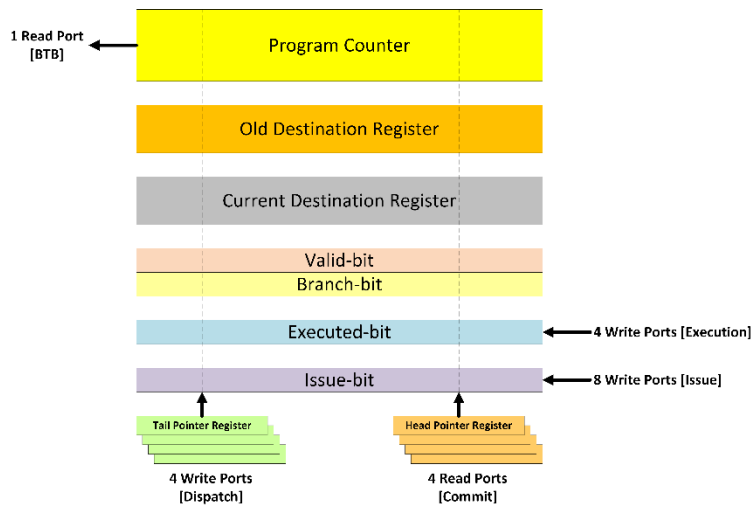 1 Read Port
[BTB]
Program Counter
Old Destination Register
Current Destination Register
Valid-bit
Branch-bit
Executed-bit
4 Write Ports [Execution]
Issue-bit
8 Write Ports [Issue]
Tail Pointer Register
Head Pointer Register
4 Write Ports
[Dispatch]
4 Read Ports
[Commit]